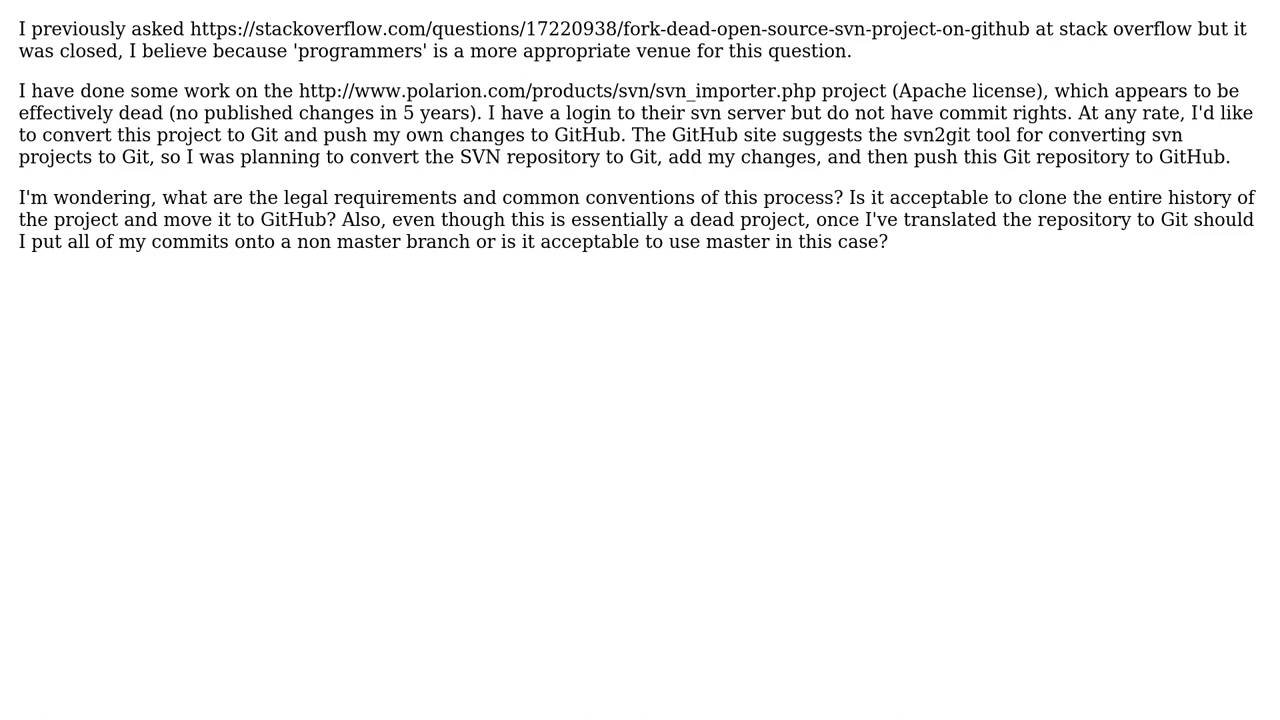 I previously asked https://stackoverflow.com/questions/17220938/fork-dead-open-source-svn-project-on-github at stack overflow but it
was closed, I believe because 'programmers' is a more appropriate venue for this question.
I have done some work on the http://www.polarion.com/products/svn/svn_importer.php project (Apache license), which appears to be
effectively dead (no published changes in 5 years). I have a login to their svn server but do not have commit rights. At any rate, I'd like
to convert this project to Git and push my own changes to GitHub. The GitHub site suggests the svn2git tool for converting svn
projects to Git, so I was planning to convert the SVN repository to Git, add my changes, and then push this Git repository to GitHub.
I'm wondering, what are the legal requirements and common conventions of this process? Is it acceptable to clone the entire history of
the project and move it to GitHub? Also, even though this is essentially a dead project, once I've translated the repository to Git should
I put all of my commits onto a non master branch or is it acceptable to use master in this case?